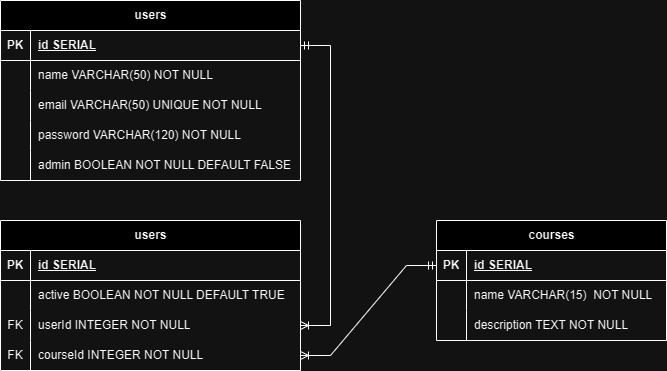 users
PK id SERIAL
name VARCHAR(50) NOT NULL
email VARCHAR(50) UNIQUE NOT NULL
password VARCHAR(120) NOT NULL
admin BOOLEAN NOT NULL DEFAULT FALSE
users
PK id SERIAL
active BOOLEAN NOT NULL DEFAULT TRUE
FK userId INTEGER NOT NULL
FK courseId INTEGER NOT NULL
courses
PK id SERIAL
name VARCHAR(15) NOT NULL
description TEXT NOT NULL